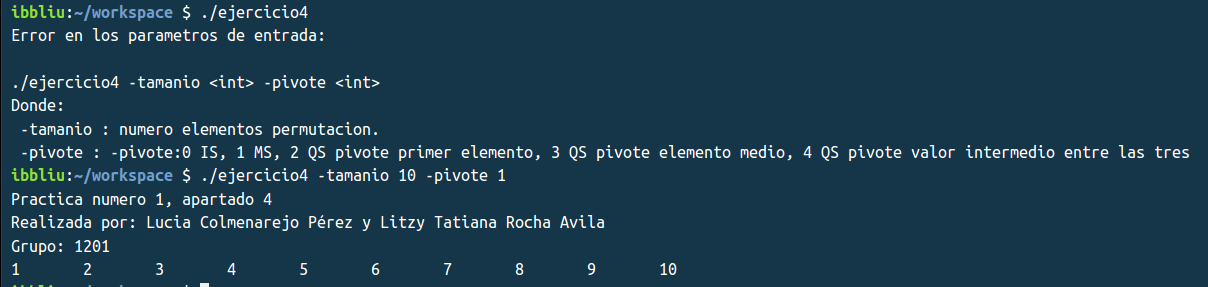 ibbliu:~/workspace $ ./ejercicio4
Error en los parametros de entrada:
./ejercicio4 -tamanio <int> -pivote <int>
Donde:
-tamanio : numero elementos permutacion.
-pivote : -pivote:0 IS, 1 MS, 2 QS pivote primer elemento, 3 QS pivote elemento medio, 4 QS pivote valor intermedio entre las tres
ibbliu:~/workspace $ ./ejercicio4 -tamanio 10 -pivote 1
Practica numero 1, apartado 4
Realizada por: Lucia Colmenarejo Pérez y Litzy Tatiana Rocha Avila
Grupo: 1201
1 2 3 4 5 6 7 8 9 10